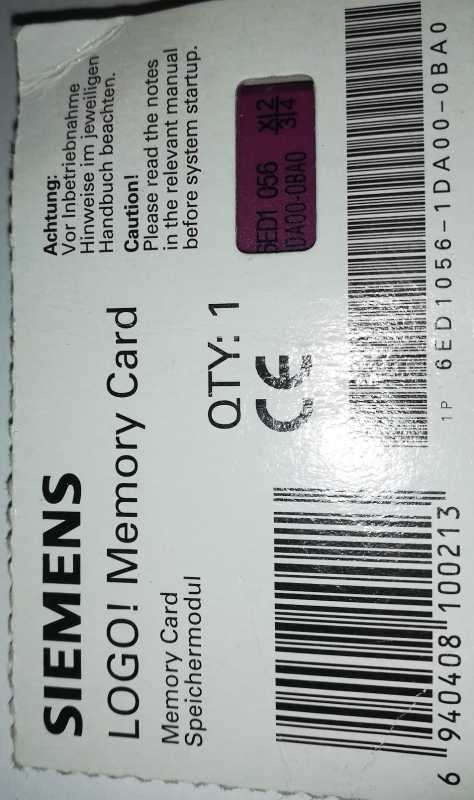 SIEMENS
LOGO! Memory Card
Memory Card
Speichermodul
QTY: 1
CE
Achtung:
Vor Inbetriebnahme
Hinweise im jeweiligen
Handbuch beachten.
Caution!
Please read the notes
in the relevant manual
before system startup.
6ED1 056
1DA00-0BA0
X 2
3 4
6 940408 100213
1P 6ED1056-1DA00-0BA0